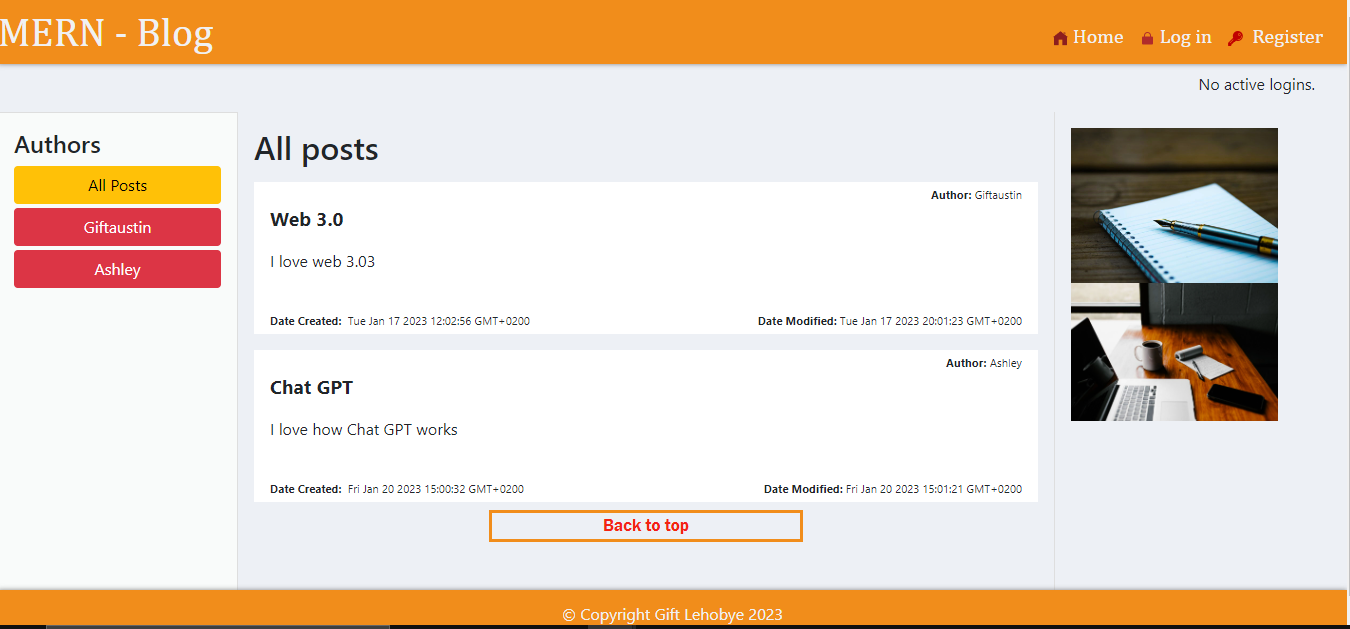 MERN - Blog
Home Log in Register
No active logins.
Authors
All Posts
Giftaustin
Ashley
All posts
Author: Giftaustin
Web 3.0
I love web 3.03
Date Created: Tue Jan 17 2023 12:02:56 GMT+0200 Date Modified: Tue Jan 17 2023 20:01:23 GMT+0200
Author: Ashley
Chat GPT
I love how Chat GPT works
Date Created: Fri Jan 20 2023 15:00:32 GMT+0200 Date Modified: Fri Jan 20 2023 15:01:21 GMT+0200
Back to top
© Copyright Gift Lehobye 2023